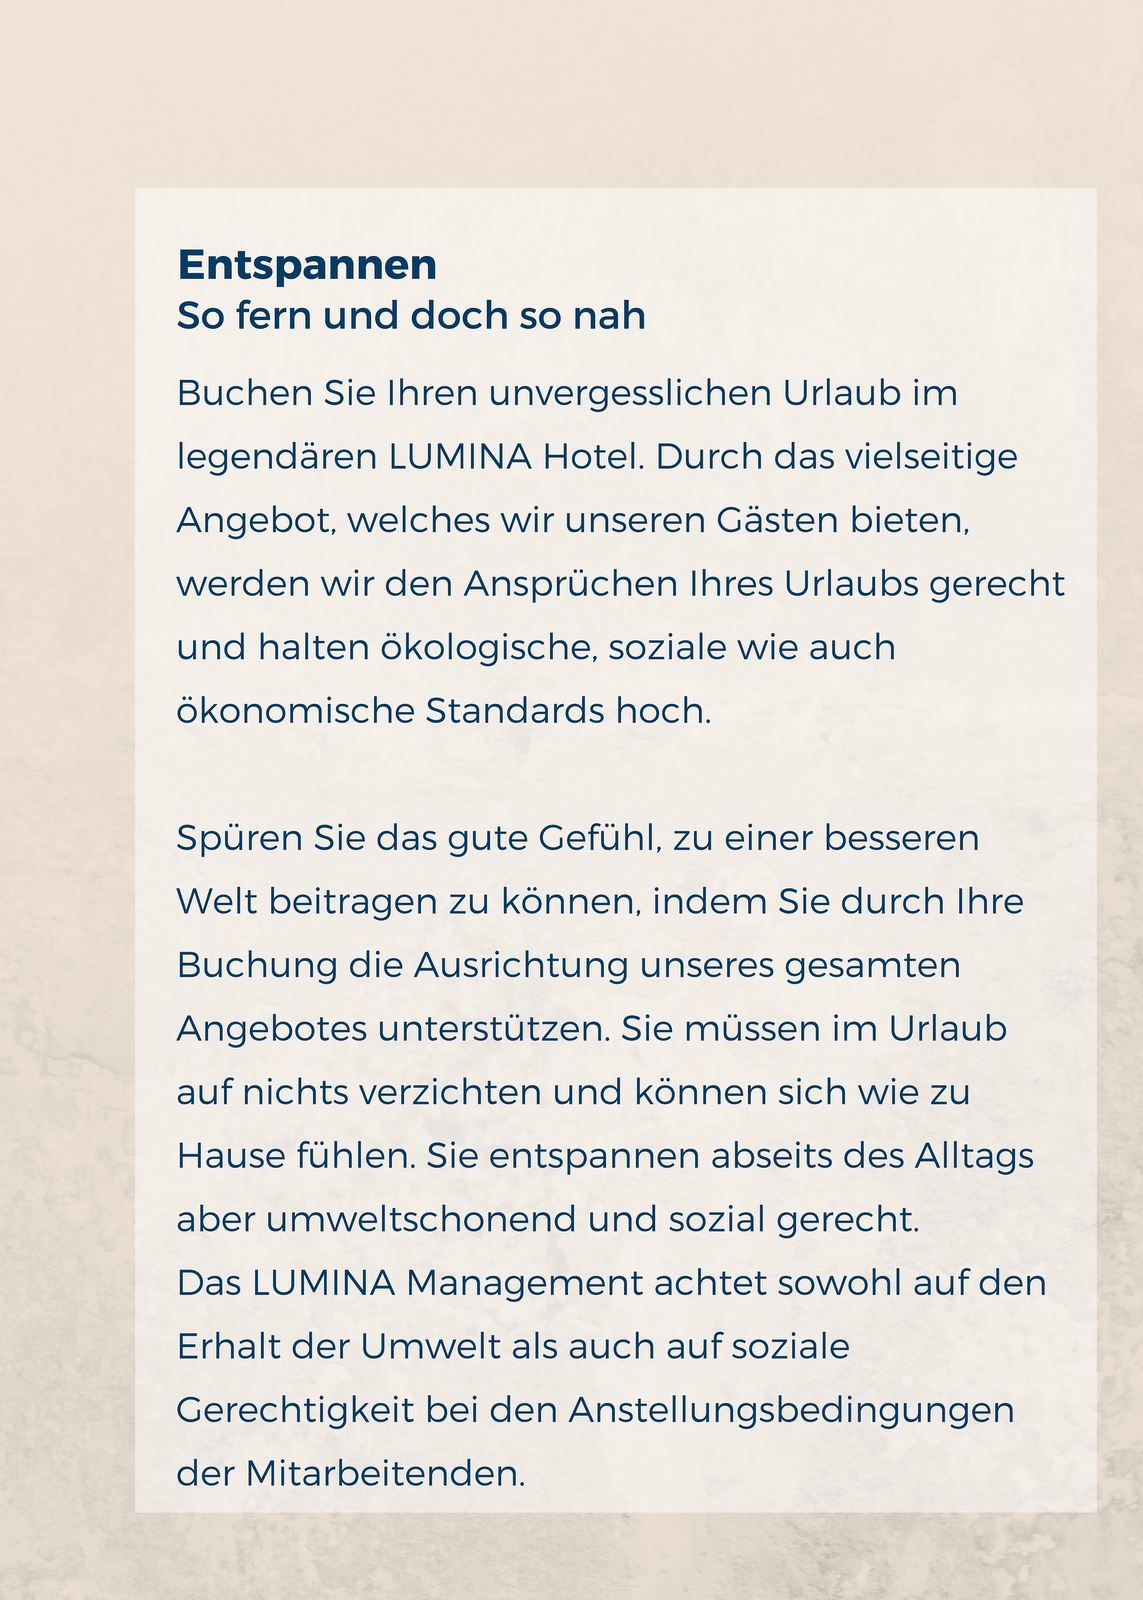 Entspannen
So fern und doch so nah
Buchen Sie Ihren unvergesslichen Urlaub im
legendären LUMINA Hotel. Durch das vielseitige
Angebot, welches wir unseren Gästen bieten,
werden wir den Ansprüchen Ihres Urlaubs gerecht
und halten ökologische, soziale wie auch
ökonomische Standards hoch.
Spüren Sie das gute Gefühl, zu einer besseren
Welt beitragen zu können, indem Sie durch Ihre
Buchung die Ausrichtung unseres gesamten
Angebotes unterstützen. Sie müssen im Urlaub
auf nichts verzichten und können sich wie zu
Hause fühlen. Sie entspannen abseits des Alltags
aber umweltschonend und sozial gerecht.
Das LUMINA Management achtet sowohl auf den
Erhalt der Umwelt als auch auf soziale
Gerechtigkeit bei den Anstellungsbedingungen
der Mitarbeitenden.